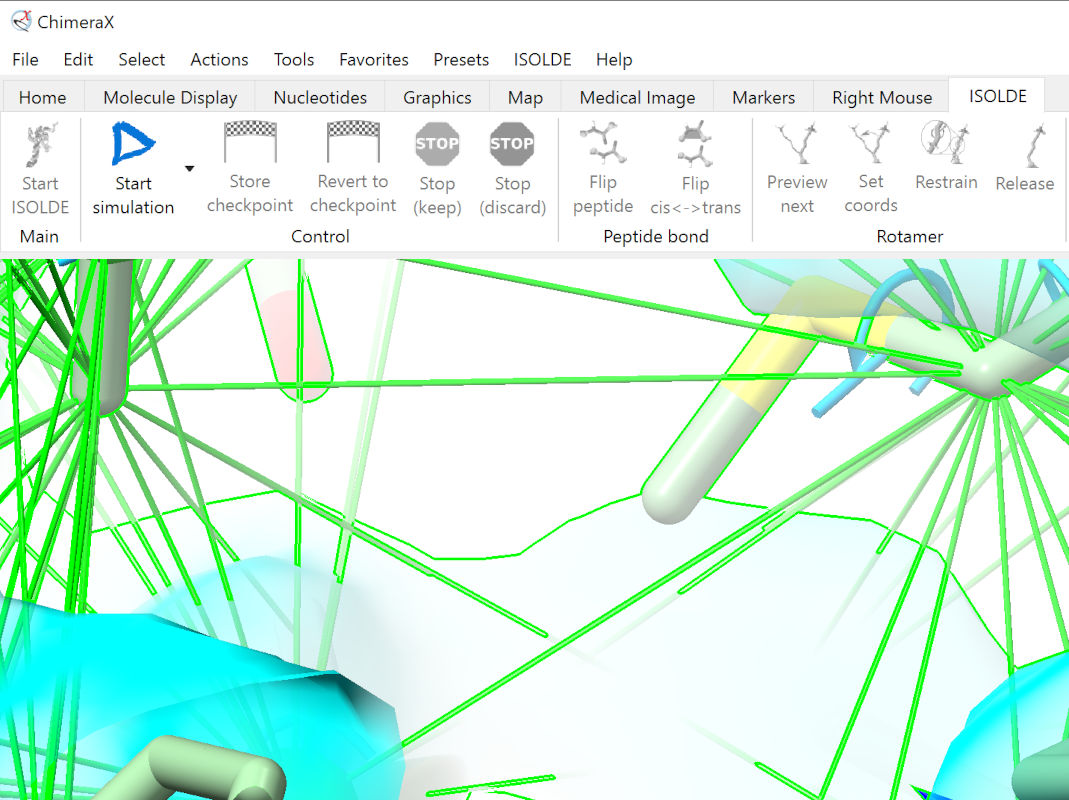 ChimeraX
File Edit Select Actions Tools Favorites Presets ISOLDE Help
Home Molecule Display Nucleotides Graphics Map Medical Image Markers Right Mouse ISOLDE
STOP STOP
Start Start Store Revert to Stop Stop Flip Flip Preview Set Restrain Release
ISOLDE simulation checkpoint checkpoint (keep) (discard) peptide cis<->trans next coords
Main Control Peptide bond Rotamer